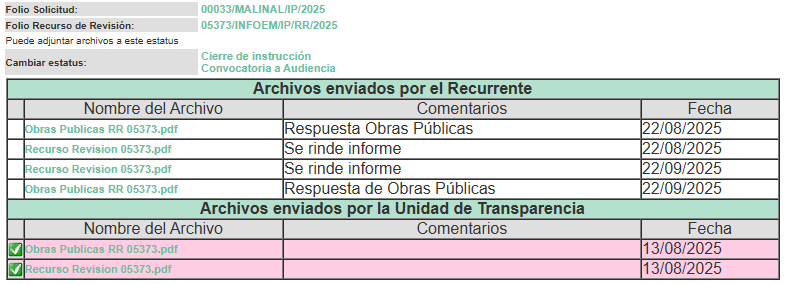 Folio Solicitud: 00033/MALINAL/IP/2025
Folio Recurso de Revisión: 05373/INFOEM/IP/RR/2025
Puede adjuntar archivos a este estatus
Cambiar estatus: Cierre de instrucción
Convocatoria a Audiencia
Archivos enviados por el Recurrente
Nombre del Archivo Comentarios Fecha
Obras Publicas RR 05373.pdf Respuesta Obras Públicas 22/08/2025
Recurso Revision 05373.pdf Se rinde informe 22/08/2025
Recurso Revision 05373.pdf Se rinde informe 22/09/2025
Obras Publicas RR 05373.pdf Respuesta de Obras Públicas 22/09/2025
Archivos enviados por la Unidad de Transparencia
Nombre del Archivo Comentarios Fecha
Obras Publicas RR 05373.pdf 13/08/2025
Recurso Revision 05373.pdf 13/08/2025